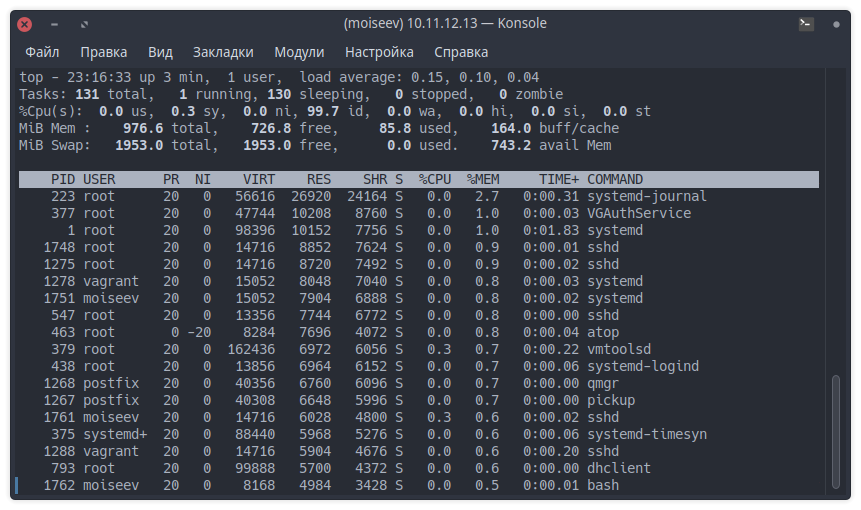 (moiseev) 10.11.12.13 — Konsole
Файл Правка Вид Закладки Модули Настройка Справка
top - 23:16:33 up 3 min,  1 user,  load average: 0.15, 0.10, 0.04
Tasks: 131 total,   1 running, 130 sleeping,   0 stopped,   0 zombie
%Cpu(s):  0.0 us,  0.3 sy,  0.0 ni, 99.7 id,  0.0 wa,  0.0 hi,  0.0 si,  0.0 st
MiB Mem :    976.6 total,    726.8 free,     85.8 used,    164.0 buff/cache
MiB Swap:   1953.0 total,   1953.0 free,      0.0 used.    743.2 avail Mem
PID USER      PR  NI    VIRT    RES    SHR S  %CPU  %MEM     TIME+ COMMAND
223 root      20   0   56616  26920  24164 S   0.0   2.7   0:00.31 systemd-journal
377 root      20   0   47744  10208   8760 S   0.0   1.0   0:00.03 VGAuthService
1 root      20   0   98396  10152   7756 S   0.0   1.0   0:01.83 systemd
1748 root      20   0   14716   8852   7624 S   0.0   0.9   0:00.01 sshd
1275 root      20   0   14716   8720   7492 S   0.0   0.9   0:00.02 sshd
1278 vagrant   20   0   15052   8048   7040 S   0.0   0.8   0:00.03 systemd
1751 moiseev   20   0   15052   7904   6888 S   0.0   0.8   0:00.02 systemd
547 root      20   0   13356   7744   6772 S   0.0   0.8   0:00.00 sshd
463 root       0 -20    8284   7696   4072 S   0.0   0.8   0:00.04 atop
379 root      20   0  162436   6972   6056 S   0.3   0.7   0:00.22 vmtoolsd
438 root      20   0   13856   6964   6152 S   0.0   0.7   0:00.06 systemd-logind
1268 postfix   20   0   40356   6760   6096 S   0.0   0.7   0:00.00 qmgr
1267 postfix   20   0   40308   6648   5996 S   0.0   0.7   0:00.00 pickup
1761 moiseev   20   0   14716   6028   4800 S   0.3   0.6   0:00.02 sshd
375 systemd+  20   0   88440   5968   5276 S   0.0   0.6   0:00.06 systemd-timesyn
1288 vagrant   20   0   14716   5904   4676 S   0.0   0.6   0:00.20 sshd
793 root      20   0   99888   5700   4372 S   0.0   0.6   0:00.00 dhclient
1762 moiseev   20   0    8168   4984   3428 S   0.0   0.5   0:00.01 bash